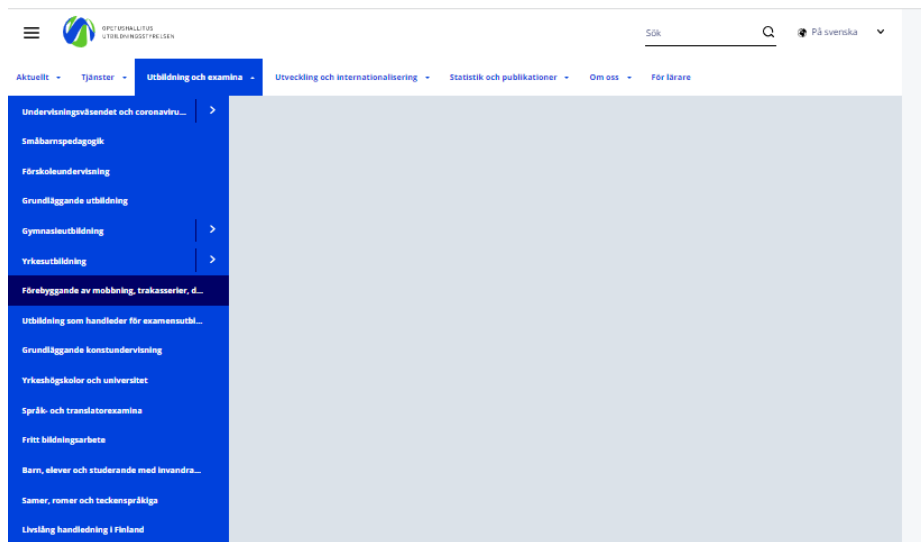 OPETUSHALLITUS
UTBILDNINGSSTYRELSEN
Sök
På svenska
Aktuellt
Tjänster
Utbildning och examina
Utveckling och internationalisering
Statistik och publikationer
Om oss
För lärare
Undervisningsväsendet och coronaviru...
Småbarnspedagogik
Förskoleundervisning
Grundläggande utbildning
Gymnasieutbildning
Yrkesutbildning
Förebyggande av mobbning, trakasserier, d...
Utbildning som handleder för examensutbi...
Grundläggande konstundervisning
Yrkeshögskolor och universitet
Språk- och translatorexamina
Fritt bildningsarbete
Barn, elever och studerande med invandra...
Samer, romer och teckenspråkiga
Livslång handledning i Finland